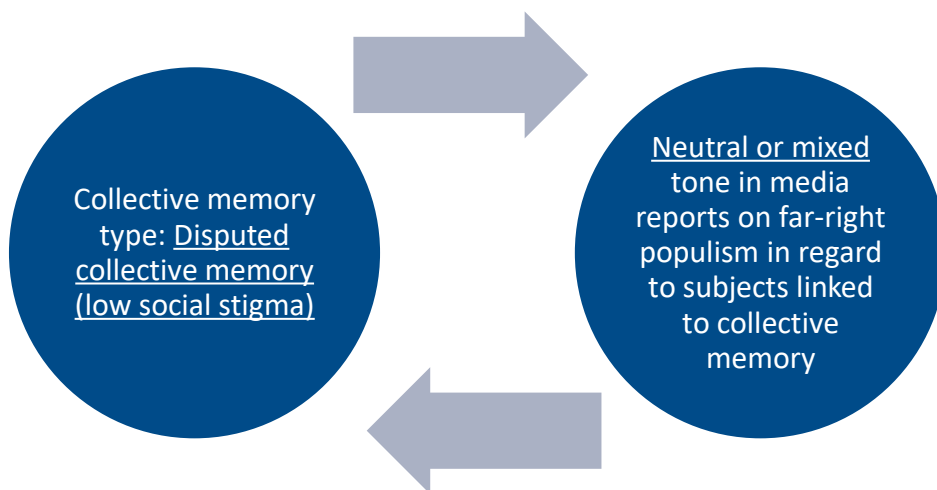 Collective memory
type: Disputed
collective memory
(low social stigma)
Neutral or mixed
tone in media
reports on far-right
populism in regard
to subjects linked
to collective
memory